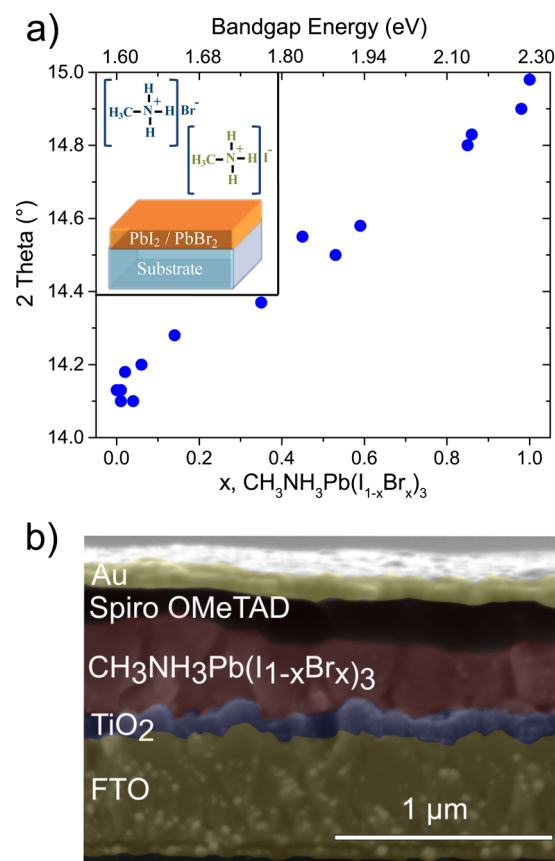 a)
Bandgap Energy (eV)
1.60 1.68 1.80 1.94 2.14 2.30
15.0
14.8
14.6
14.4
14.2
14.0
2 Theta (°)
H
H₃C N⁺ H Br⁻
H
H
H₃C N⁺ H I⁻
H
PbI₂ / PbBr₂
Substrate
0.0 0.2 0.4 0.6 0.8 1.0
x, CH₃NH₃Pb(I₁₋ₓBrₓ)₃
b)
Au
Spiro OMeTAD
CH₃NH₃Pb(I₁₋ₓBrₓ)₃
TiO₂
FTO
1 µm